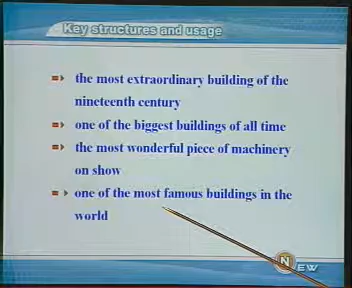 Key structures and usage
the most extraordinary building of the
nineteenth century
one of the biggest buildings of all time
the most wonderful piece of machinery
on show
one of the most famous buildings in the
world
NEW